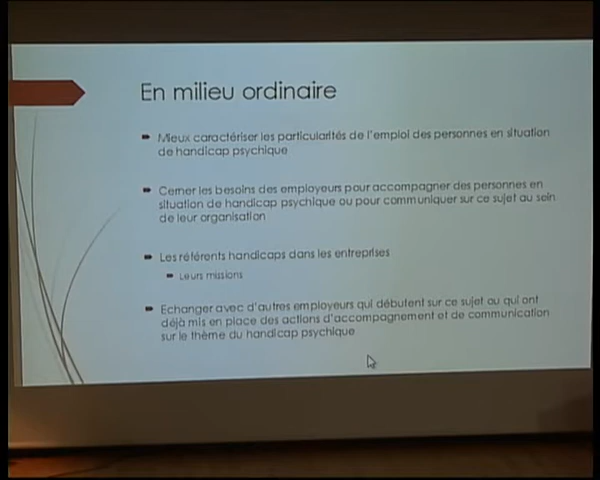 En milieu ordinaire
Mieux caractériser les particularités de l'emploi des personnes en situation
de handicap psychique
Cerner les besoins des employeurs pour accompagner des personnes en
situation de handicap psychique ou pour communiquer sur ce sujet au sein
de leur organisation
Les référents handicaps dans les entreprises
Leurs missions
Echanger avec d'autres employeurs qui débutent sur ce sujet ou qui ont
déjà mis en place des actions d'accompagnement et de communication
sur le thème du handicap psychique